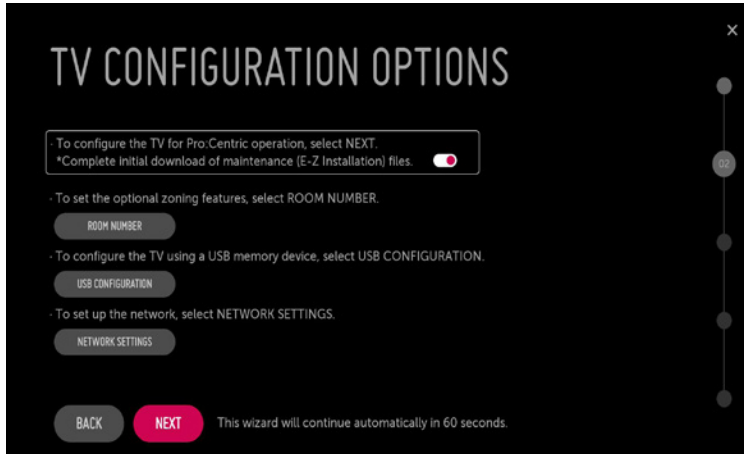 ×
TV CONFIGURATION OPTIONS
· To configure the TV for Pro:Centric operation, select NEXT.
*Complete initial download of maintenance (E-Z Installation) files.
02
· To set the optional zoning features, select ROOM NUMBER.
ROOM NUMBER
· To configure the TV using a USB memory device, select USB CONFIGURATION.
USB CONFIGURATION
· To set up the network, select NETWORK SETTINGS.
NETWORK SETTINGS
BACK NEXT This wizard will continue automatically in 60 seconds.